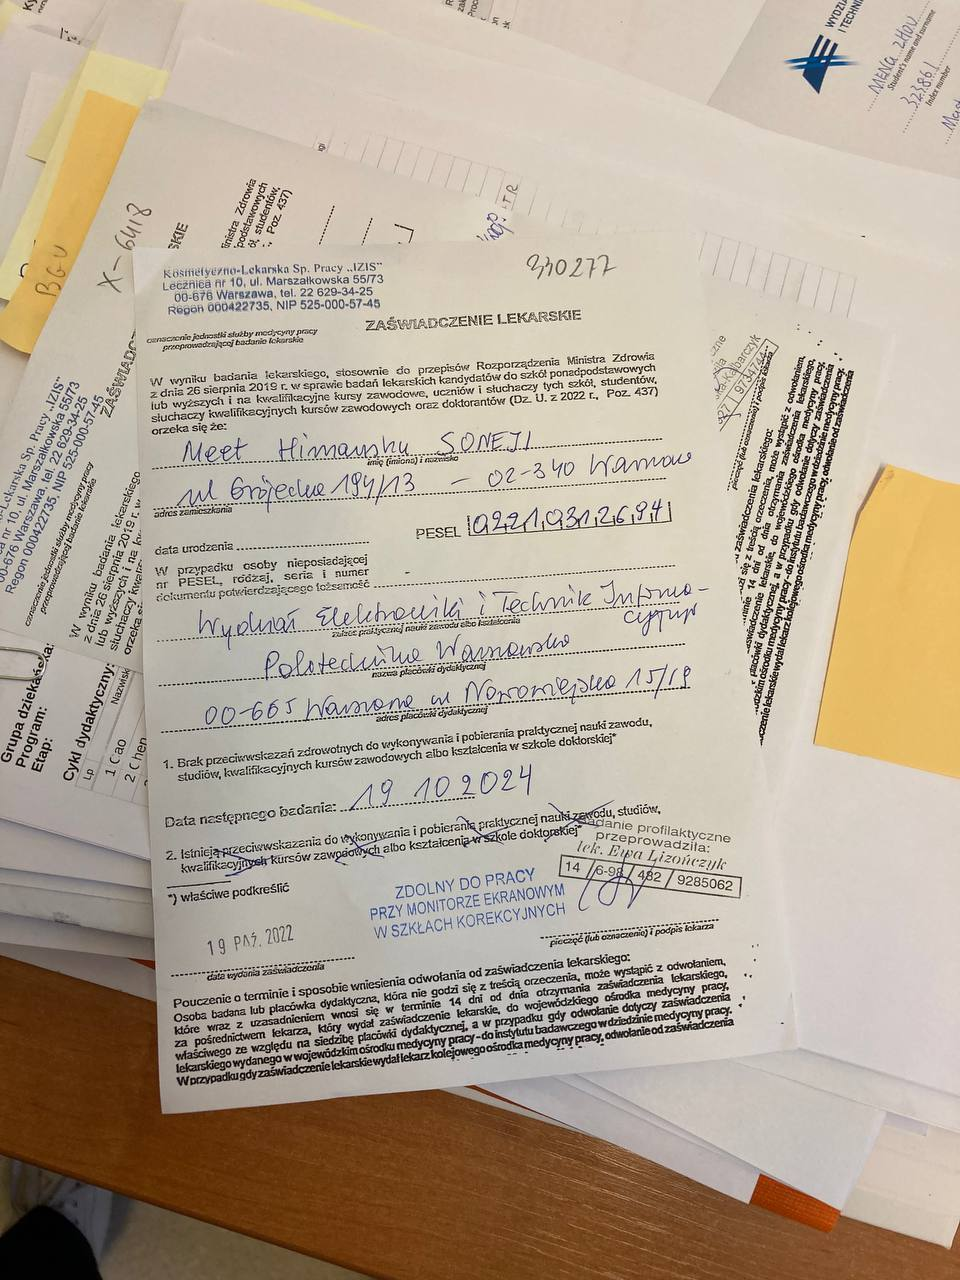 WYDZIA
I TECHNI
MENG ZHOU
Student's name and surname
323861
Index number
X-6418
BGU
340277
Kosmetyczno-Lekarska Sp. Pracy „IZIS"
Lecznica nr 10, ul. Marszałkowska 55/73
00-676 Warszawa, tel. 22 629-34-25
Regon 000422735, NIP 525-000-57-45
oznaczenie jednostki służby medycyny pracy
przeprowadzającej badanie lekarskie
ZAŚWIADCZENIE LEKARSKIE
W wyniku badania lekarskiego, stosownie do przepisów Rozporządzenia Ministra Zdrowia
z dnia 26 sierpnia 2019 r. w sprawie badań lekarskich kandydatów do szkół ponadpodstawowych
lub wyższych i na kwalifikacyjne kursy zawodowe, uczniów i słuchaczy tych szkół, studentów,
słuchaczy kwalifikacyjnych kursów zawodowych oraz doktorantów (Dz. U. z 2022 r., Poz. 437)
orzeka się że:
Meet Himanshu SONEJI
imię (imiona) i nazwisko
ul Grójecka 194/13 - 02-340 Warszawa
adres zamieszkania
PESEL 02210312694
data urodzenia
W przypadku osoby nieposiadającej
nr PESEL, rodzaj, seria i numer
dokumentu potwierdzającego tożsamość
-
Wydział Elektroniki i Technik Informa-
cyjnych
zakres praktycznej nauki zawodu albo kształcenia
Politechnika Warszawska
nazwa placówki dydaktycznej
00-665 Warszawa ul Nowowiejska 15/19
adres placówki dydaktycznej
1. Brak przeciwwskazań zdrowotnych do wykonywania i pobierania praktycznej nauki zawodu,
studiów, kwalifikacyjnych kursów zawodowych albo kształcenia w szkole doktorskiej*
Data następnego badania: 19 10 2024
2. Istnieją przeciwwskazania do wykonywania i pobierania praktycznej nauki zawodu, studiów,
kwalifikacyjnych kursów zawodowych albo kształcenia w szkole doktorskiej*
*) właściwe podkreślić
Badanie profilaktyczne
przeprowadziła:
lek. Ewa Lizończyk
14 /6-98/ 482 / 9285062
ZDOLNY DO PRACY
PRZY MONITORZE EKRANOWYM
W SZKŁACH KOREKCYJNYCH
19 PAŹ. 2022
data wydania zaświadczenia
pieczęć (lub oznaczenie) i podpis lekarza
Pouczenie o terminie i sposobie wniesienia odwołania od zaświadczenia lekarskiego:
Osoba badana lub placówka dydaktyczna, która nie godzi się z treścią orzeczenia, może wystąpić z odwołaniem,
które wraz z uzasadnieniem wnosi się w terminie 14 dni od dnia otrzymania zaświadczenia lekarskiego,
za pośrednictwem lekarza, który wydał zaświadczenie lekarskie, do wojewódzkiego ośrodka medycyny pracy,
właściwego ze względu na siedzibę placówki dydaktycznej, a w przypadku gdy odwołanie dotyczy zaświadczenia
lekarskiego wydanego w wojewódzkim ośrodku medycyny pracy - do instytutu badawczego w dziedzinie medycyny pracy.
W przypadku gdy zaświadczenie lekarskie wydał lekarz kolejowego ośrodka medycyny pracy, odwołanie od zaświadczenia
Grupa dzieka
Program:
Etap:
Cykl dydaktyczny:
Lp
Nazwisk
1 Cao
2 Chen